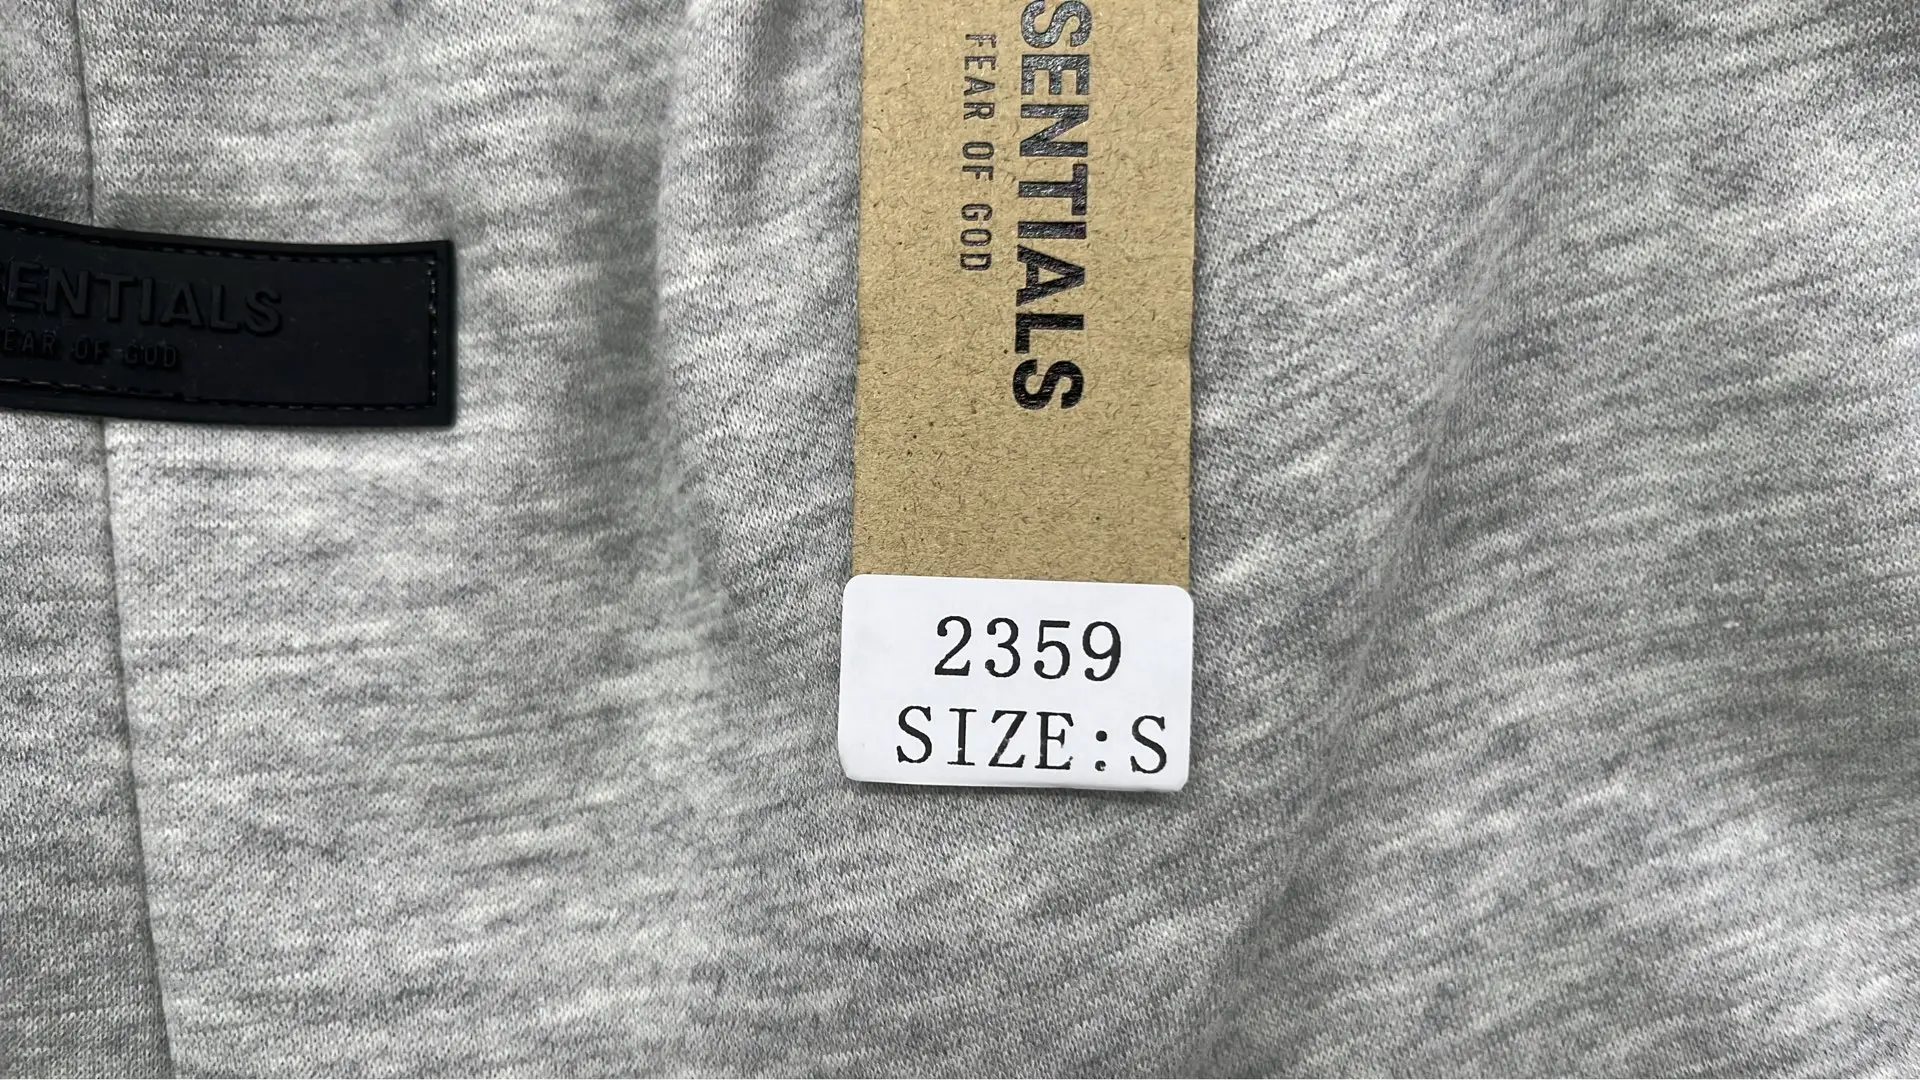 SENTIALS
FEAR OF GOD
ENTIALS
EAR OF GOD
2359
SIZE:S